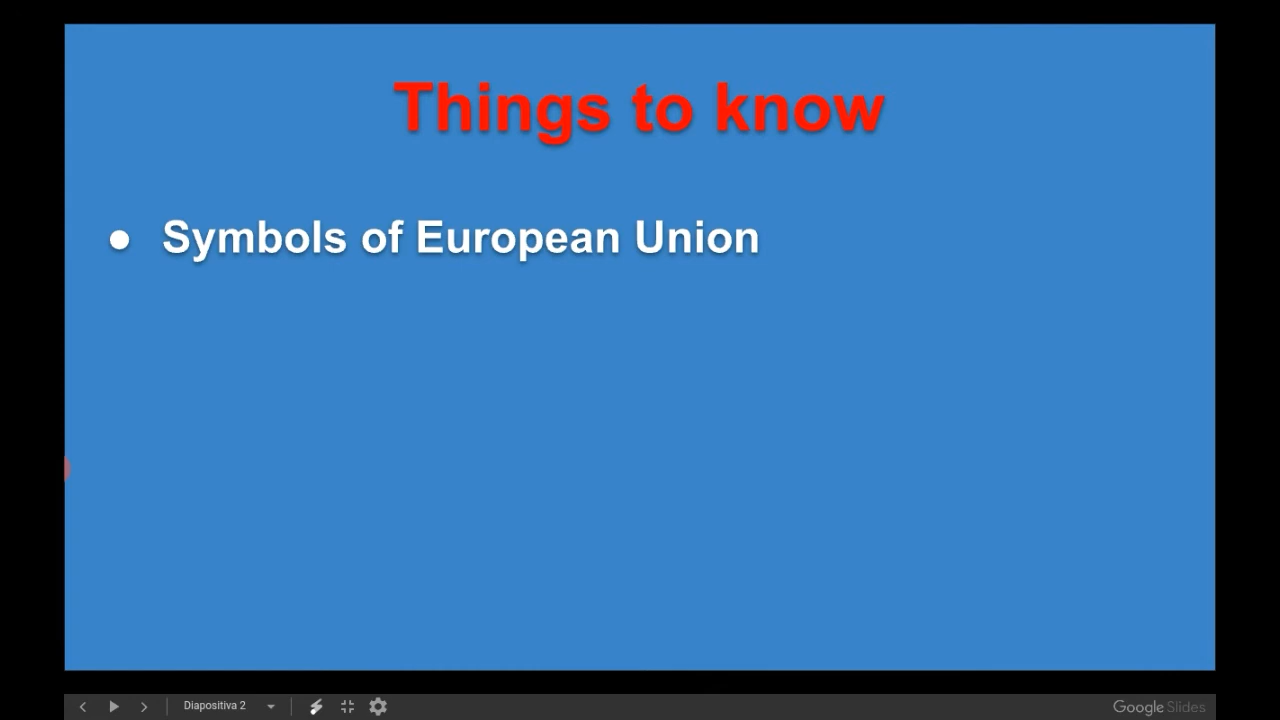 Things to know
● Symbols of European Union
Diapositiva 2
Google Slides